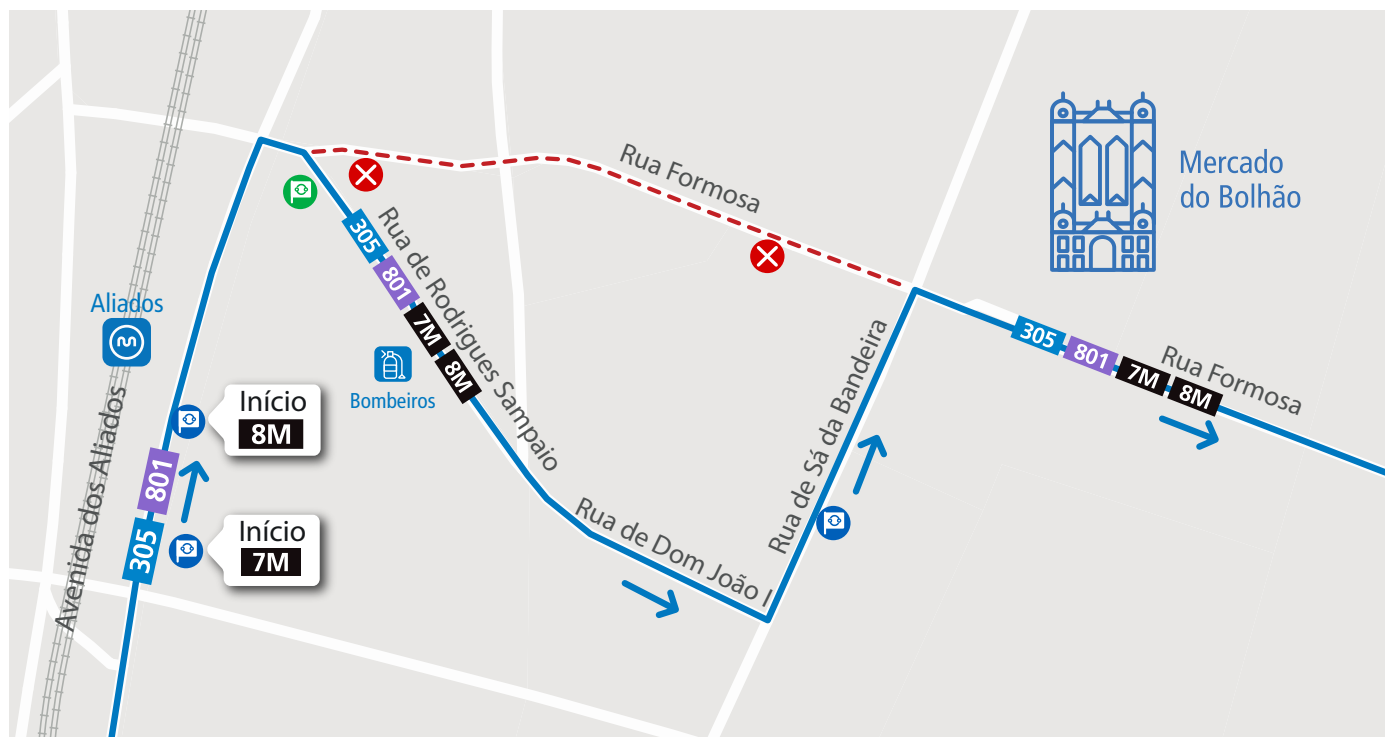 Rua Formosa
Mercado
do Bolhão
305
801
7M
8M
Rua de Rodrigues Sampaio
Aliados
Bombeiros
Início
8M
Início
7M
801
305
Avenida dos Aliados
Rua de Dom João I
Rua de Sá da Bandeira
305
801
7M
8M
Rua Formosa